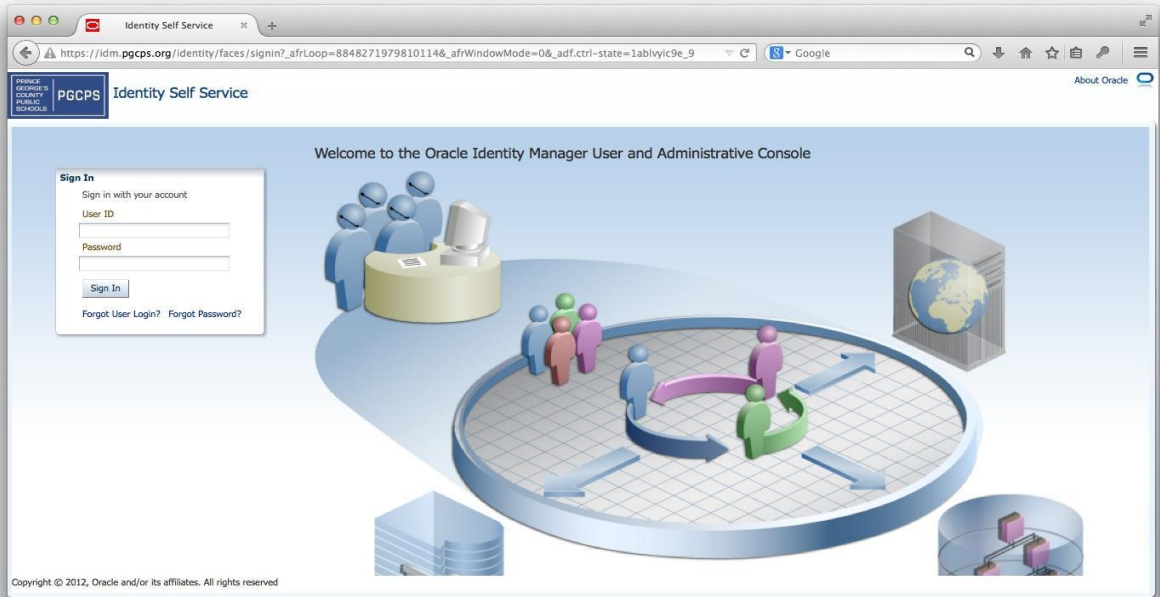 Identity Self Service
https://idm.pgcps.org/identity/faces/signin?_afrLoop=8848271979810114&_afrWindowMode=0&_adf.ctrl-state=1ablvyic9e_9
Google
PRINCE
GEORGE'S
COUNTY
PUBLIC
SCHOOLS
PGCPS
Identity Self Service
About Oracle
Welcome to the Oracle Identity Manager User and Administrative Console
Sign In
Sign in with your account
User ID
Password
Sign In
Forgot User Login? Forgot Password?
Copyright © 2012, Oracle and/or its affiliates. All rights reserved